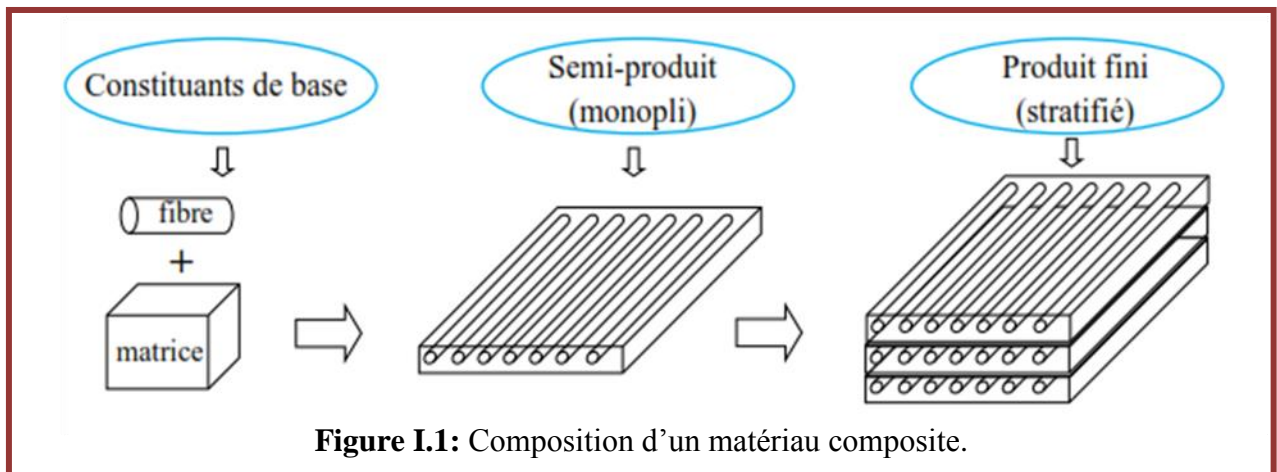 Constituants de base
Semi-produit
(monopli)
Produit fini
(stratifié)
fibre
+
matrice
Figure I.1: Composition d’un matériau composite.